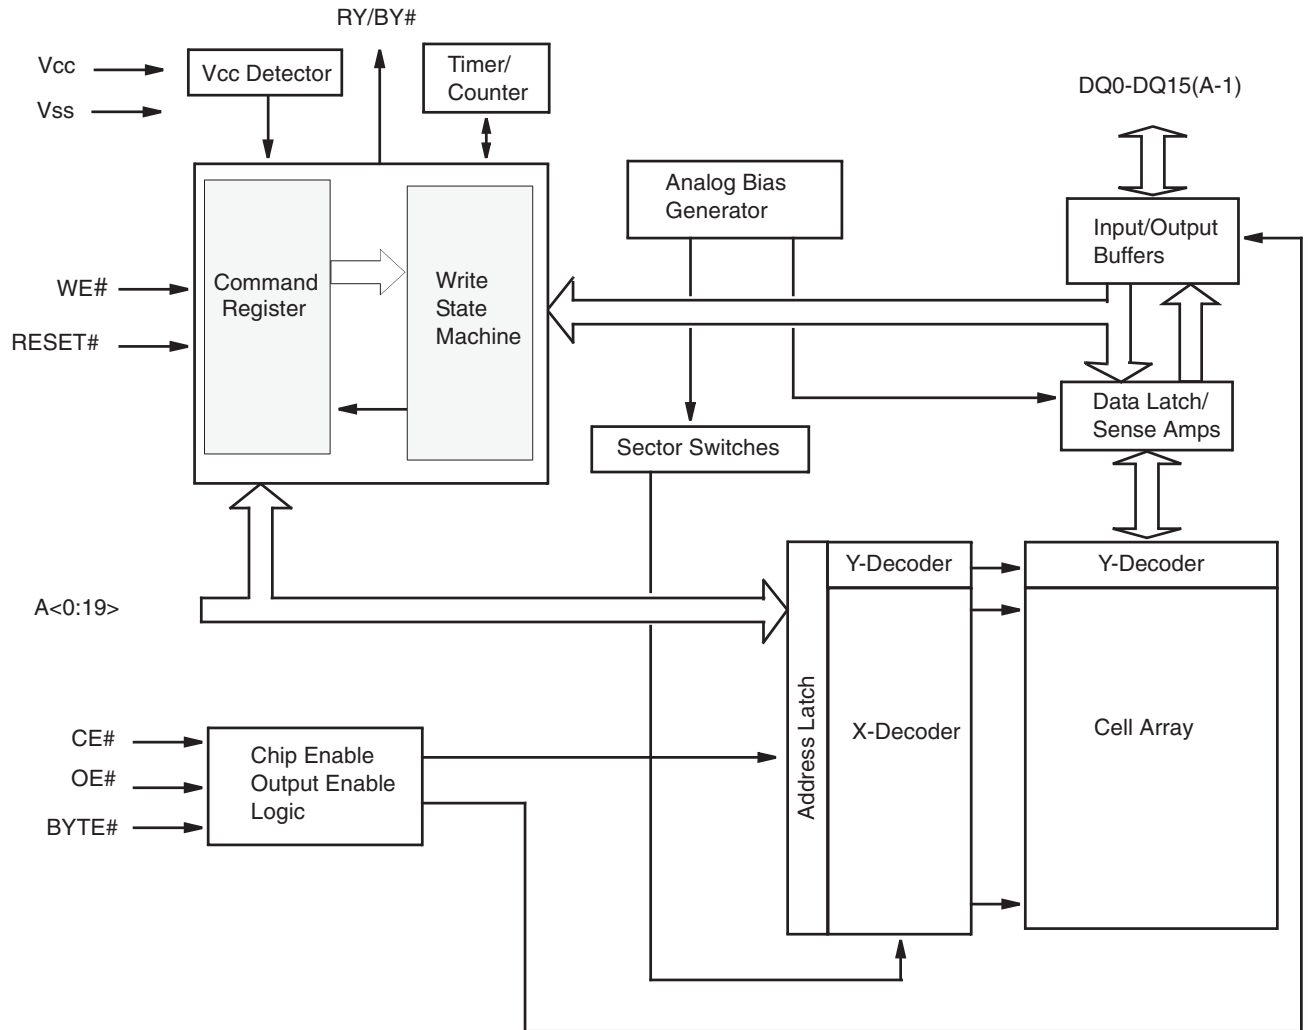 RY/BY#
Vcc
Vss
Vcc Detector
Timer/
Counter
DQ0-DQ15(A-1)
Analog Bias
Generator
Input/Output
Buffers
WE#
RESET#
Command
Register
Write
State
Machine
Data Latch/
Sense Amps
Sector Switches
A<0:19>
Address Latch
Y-Decoder
X-Decoder
Y-Decoder
Cell Array
CE#
OE#
BYTE#
Chip Enable
Output Enable
Logic